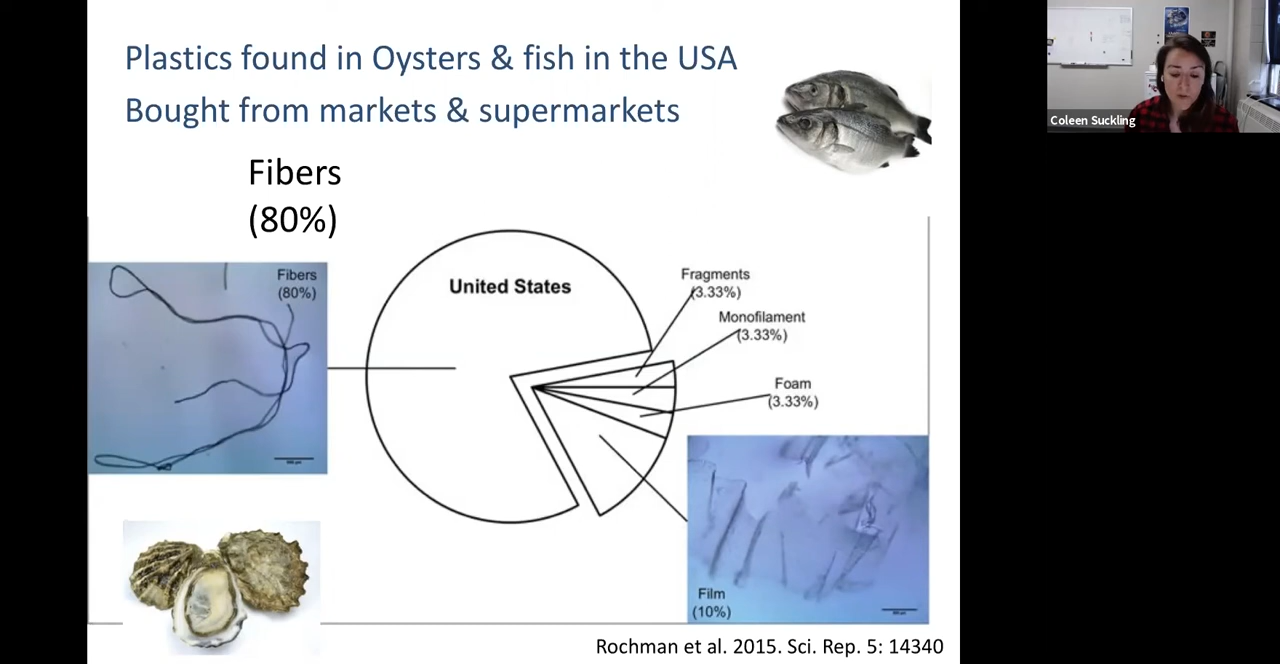 Plastics found in Oysters & fish in the USA
Bought from markets & supermarkets
Coleen Suckling
Fibers
(80%)
Fibers
(80%)
United States
Fragments
(3.33%)
Monofilament
(3.33%)
Foam
(3.33%)
Film
(10%)
Rochman et al. 2015. Sci. Rep. 5: 14340